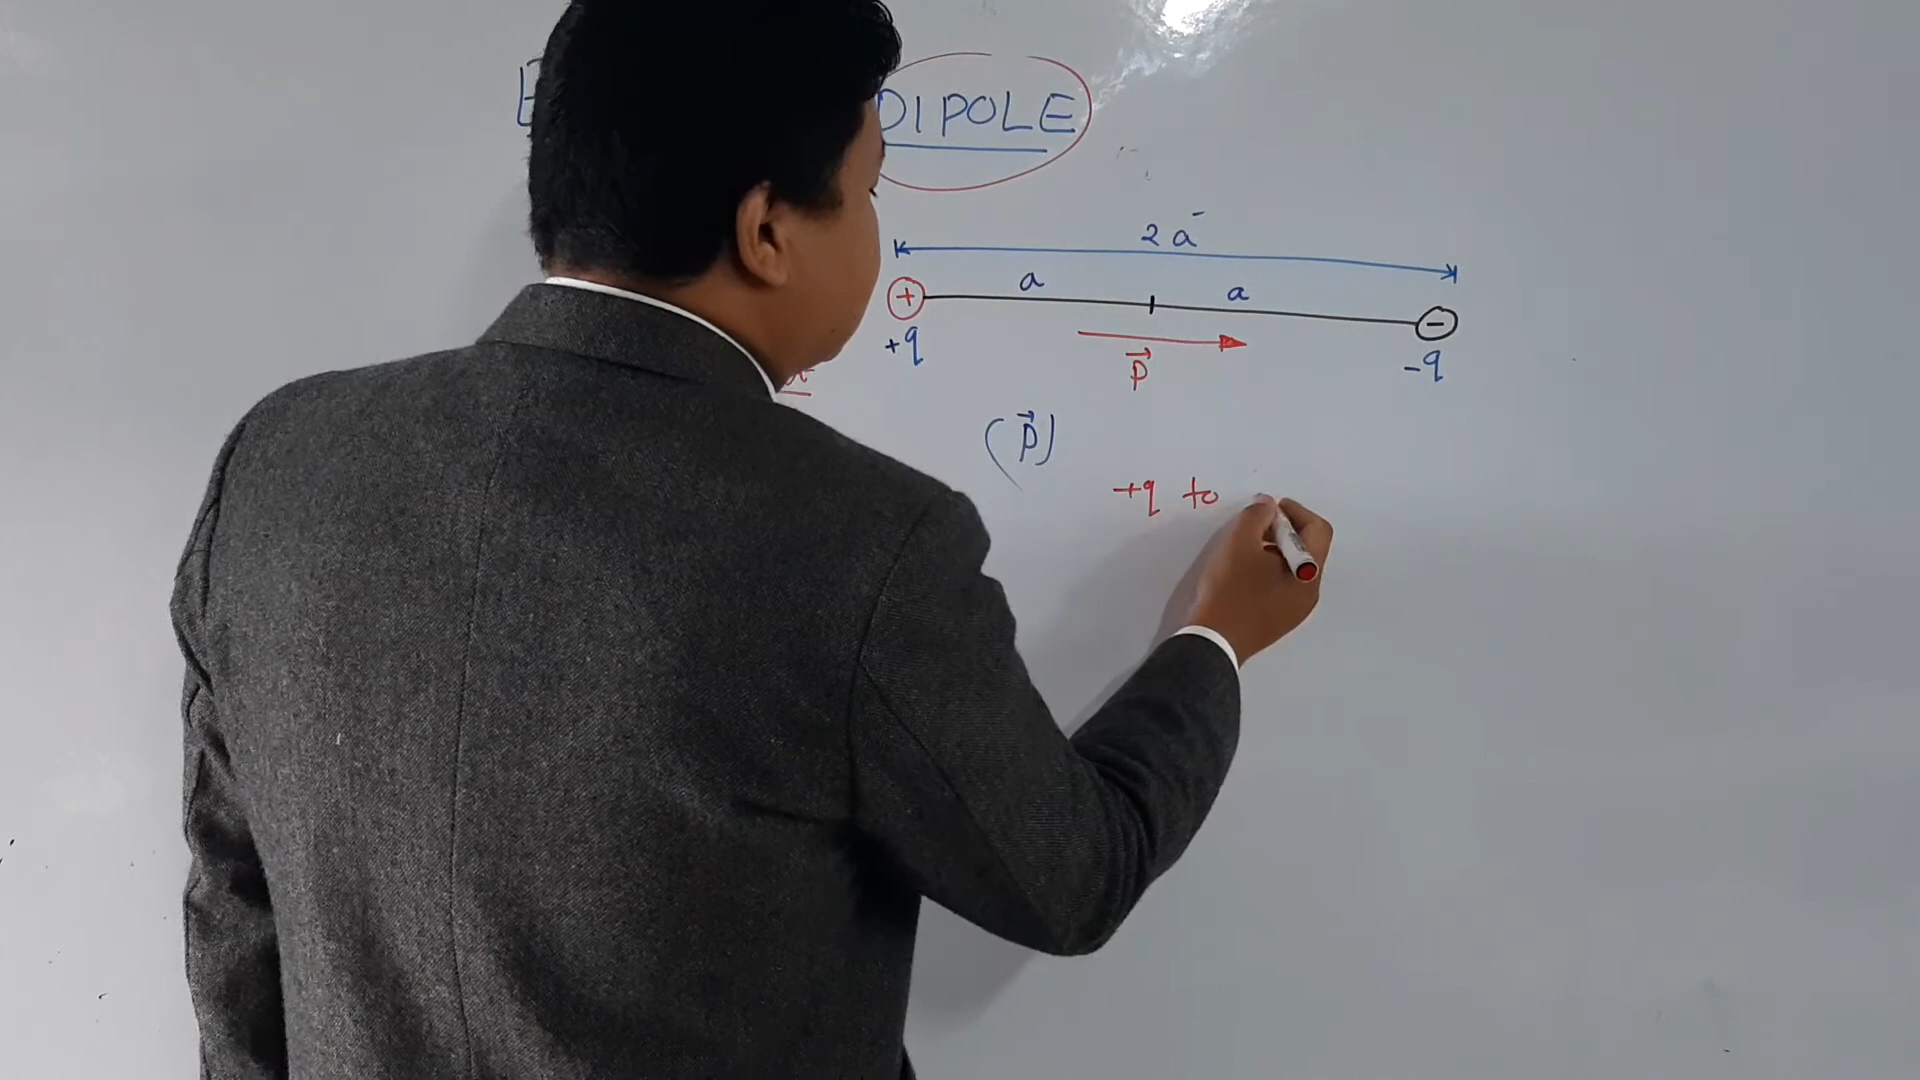 DIPOLE
2a
a a
+
-
+q
-q
p⃗
(p⃗)
+q to